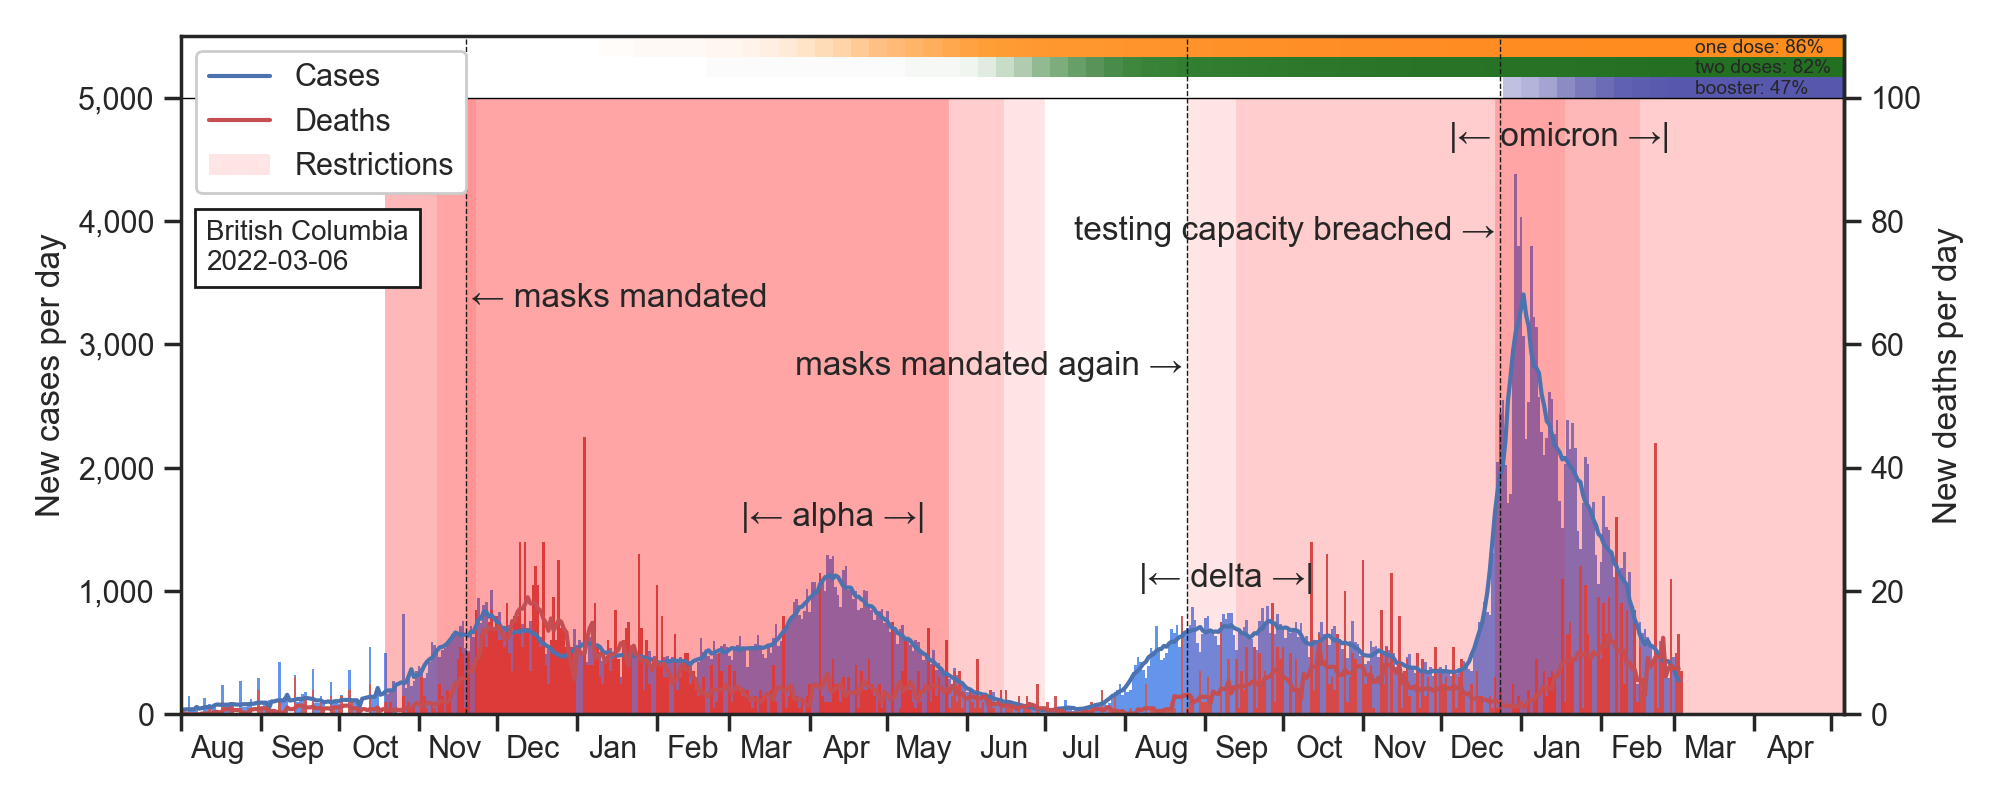 one dose: 86%
two doses: 82%
booster: 47%
Cases
Deaths
Restrictions
British Columbia
2022-03-06
|← omicron →|
testing capacity breached →
← masks mandated
masks mandated again →
|← alpha →|
|← delta →|
New cases per day
5,000
4,000
3,000
2,000
1,000
0
New deaths per day
100
80
60
40
20
0
Aug Sep Oct Nov Dec Jan Feb Mar Apr May Jun Jul Aug Sep Oct Nov Dec Jan Feb Mar Apr